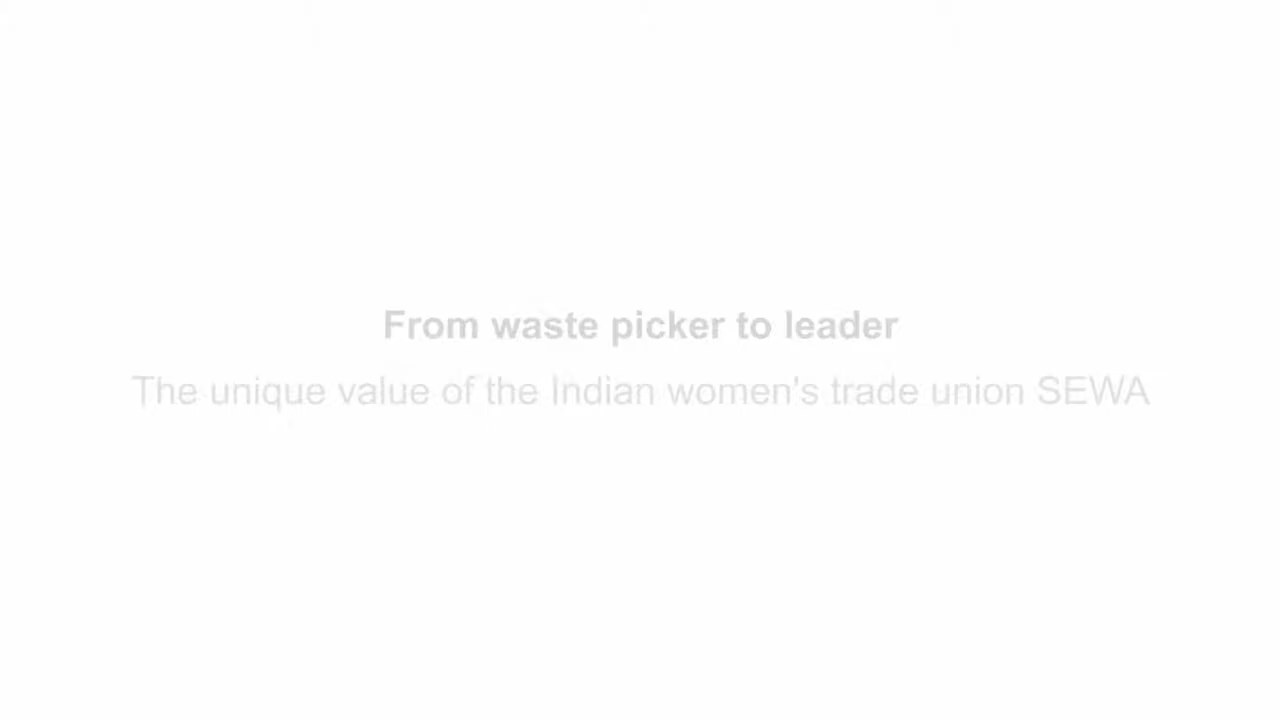 From waste picker to leader
The unique value of the Indian women's trade union SEWA